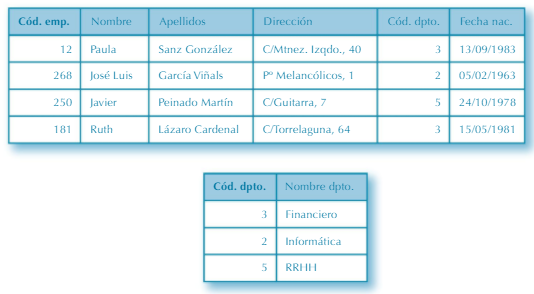 Cód. emp. Nombre Apellidos Dirección Cód. dpto. Fecha nac.
12 Paula Sanz González C/Mtnez. Izqdo., 40 3 13/09/1983
268 José Luis García Viñals Pº Melancólicos, 1 2 05/02/1963
250 Javier Peinado Martín C/Guitarra, 7 5 24/10/1978
181 Ruth Lázaro Cardenal C/Torrelaguna, 64 3 15/05/1981
Cód. dpto. Nombre dpto.
3 Financiero
2 Informática
5 RRHH